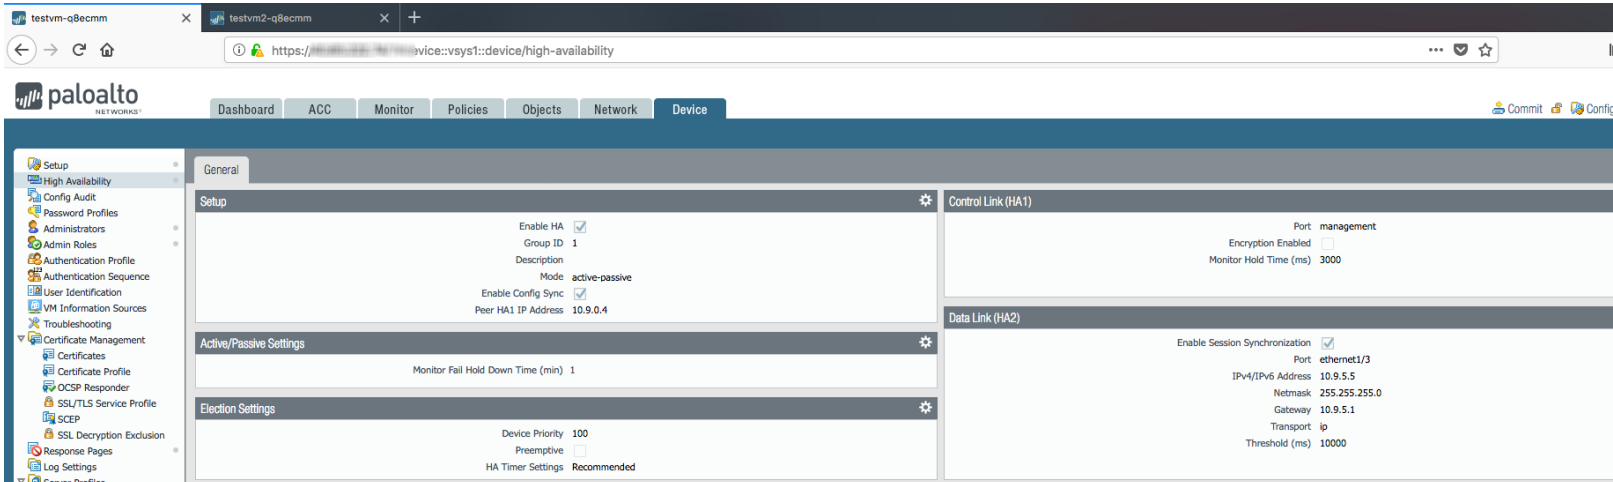 testvm-q8ecmm
testvm2-q8ecmm
https://
evice::vsys1::device/high-availability
paloalto
NETWORKS
Dashboard
ACC
Monitor
Policies
Objects
Network
Device
Commit
Config
Setup
High Availability
Config Audit
Password Profiles
Administrators
Admin Roles
Authentication Profile
Authentication Sequence
User Identification
VM Information Sources
Troubleshooting
Certificate Management
Certificates
Certificate Profile
OCSP Responder
SSL/TLS Service Profile
SCEP
SSL Decryption Exclusion
Response Pages
Log Settings
Server Profiles
General
Setup
Enable HA
Group ID 1
Description
Mode active-passive
Enable Config Sync
Peer HA1 IP Address 10.9.0.4
Active/Passive Settings
Monitor Fail Hold Down Time (min) 1
Election Settings
Device Priority 100
Preemptive
HA Timer Settings Recommended
Control Link (HA1)
Port management
Encryption Enabled
Monitor Hold Time (ms) 3000
Data Link (HA2)
Enable Session Synchronization
Port ethernet1/3
IPv4/IPv6 Address 10.9.5.5
Netmask 255.255.255.0
Gateway 10.9.5.1
Transport ip
Threshold (ms) 10000